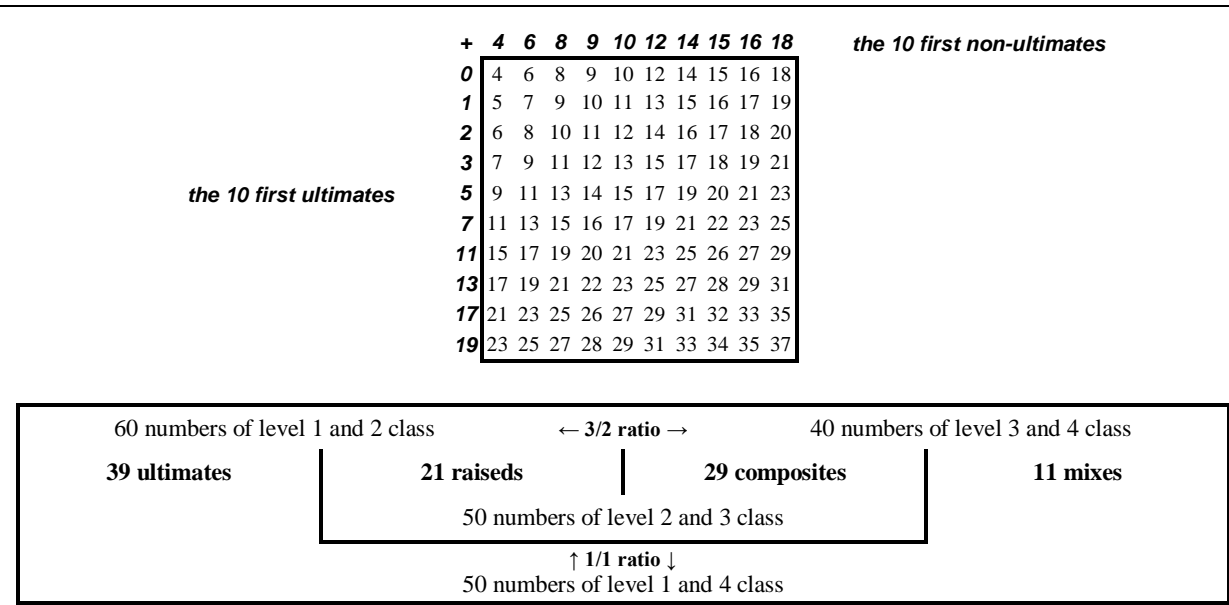 + 4 6 8 9 10 12 14 15 16 18 the 10 first non-ultimates
0 4 6 8 9 10 12 14 15 16 18
1 5 7 9 10 11 13 15 16 17 19
2 6 8 10 11 12 14 16 17 18 20
3 7 9 11 12 13 15 17 18 19 21
the 10 first ultimates 5 9 11 13 14 15 17 19 20 21 23
7 11 13 15 16 17 19 21 22 23 25
11 15 17 19 20 21 23 25 26 27 29
13 17 19 21 22 23 25 27 28 29 31
17 21 23 25 26 27 29 31 32 33 35
19 23 25 27 28 29 31 33 34 35 37
60 numbers of level 1 and 2 class ← 3/2 ratio → 40 numbers of level 3 and 4 class
39 ultimates 21 raiseds 29 composites 11 mixes
50 numbers of level 2 and 3 class
↑ 1/1 ratio ↓
50 numbers of level 1 and 4 class